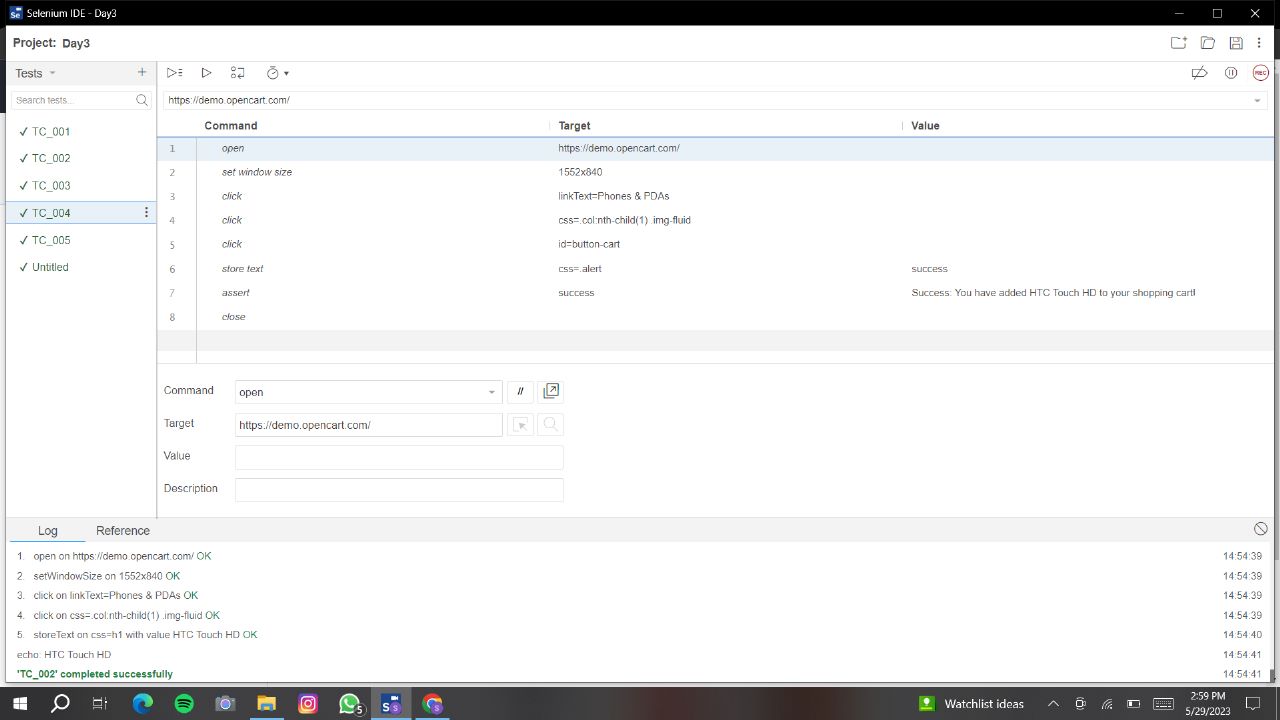 Se Selenium IDE - Day3
Project: Day3
Tests
Search tests...
✓ TC_001
✓ TC_002
✓ TC_003
✓ TC_004
✓ TC_005
✓ Untitled
REC
https://demo.opencart.com/
Command Target Value
1 open https://demo.opencart.com/
2 set window size 1552x840
3 click linkText=Phones & PDAs
4 click css=.col:nth-child(1) .img-fluid
5 click id=button-cart
6 store text css=.alert success
7 assert success Success: You have added HTC Touch HD to your shopping cart!
8 close
Command open //
Target https://demo.opencart.com/
Value
Description
Log Reference
1. open on https://demo.opencart.com/ OK 14:54:39
2. setWindowSize on 1552x840 OK 14:54:39
3. click on linkText=Phones & PDAs OK 14:54:39
4. click on css=.col:nth-child(1) .img-fluid OK 14:54:39
5. storeText on css=h1 with value HTC Touch HD OK 14:54:40
echo: HTC Touch HD 14:54:41
'TC_002' completed successfully 14:54:41
5 Se S S Watchlist ideas 2:59 PM
5/29/2023